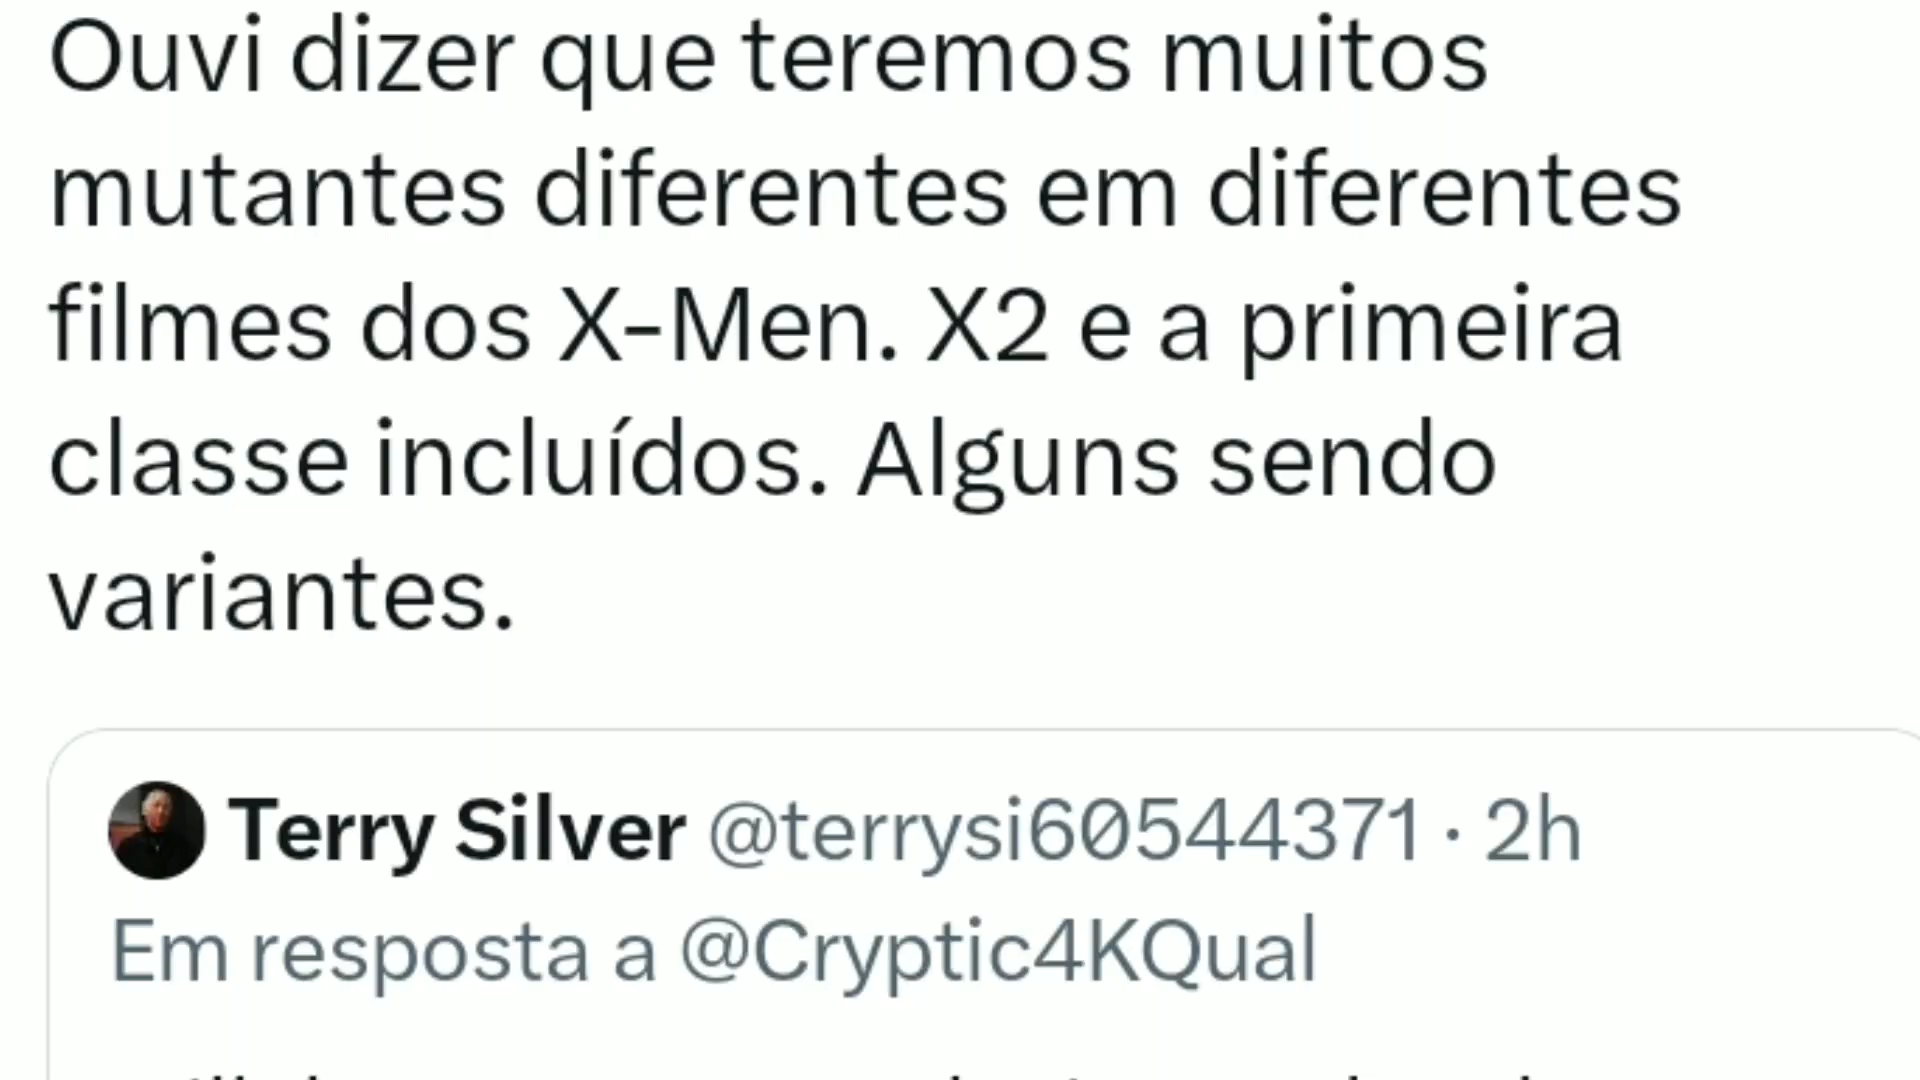 Ouvi dizer que teremos muitos
mutantes diferentes em diferentes
filmes dos X-Men. X2 e a primeira
classe incluídos. Alguns sendo
variantes.
Terry Silver @terrysi60544371 · 2h
Em resposta a @Cryptic4KQual